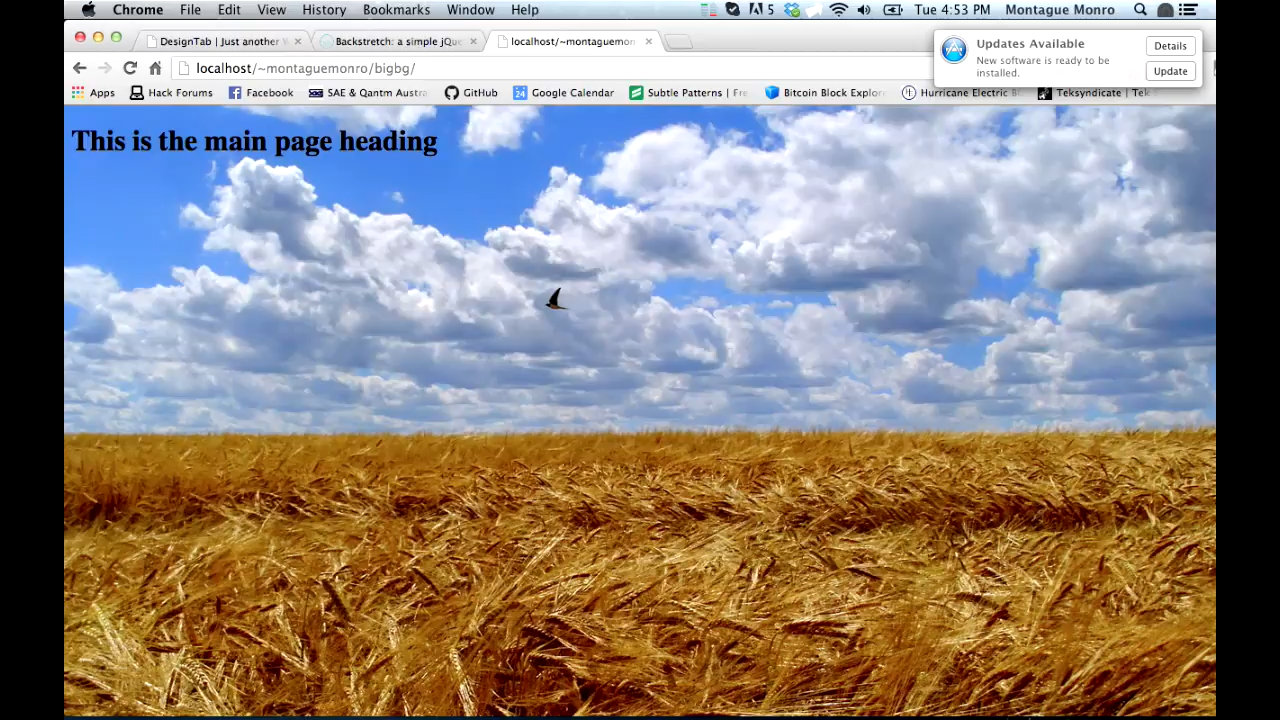 Chrome File Edit View History Bookmarks Window Help 5 Tue 4:53 PM Montague Monro
DesignTab | Just another
Backstretch: a simple jQue
localhost/~montaguemon
Updates Available
New software is ready to be
installed.
Details
Update
localhost/~montaguemonro/bigbg/
Apps Hack Forums Facebook SAE & Qantm Austra GitHub Google Calendar Subtle Patterns | Fre Bitcoin Block Explor Hurricane Electric Teksyndicate | Tek
This is the main page heading